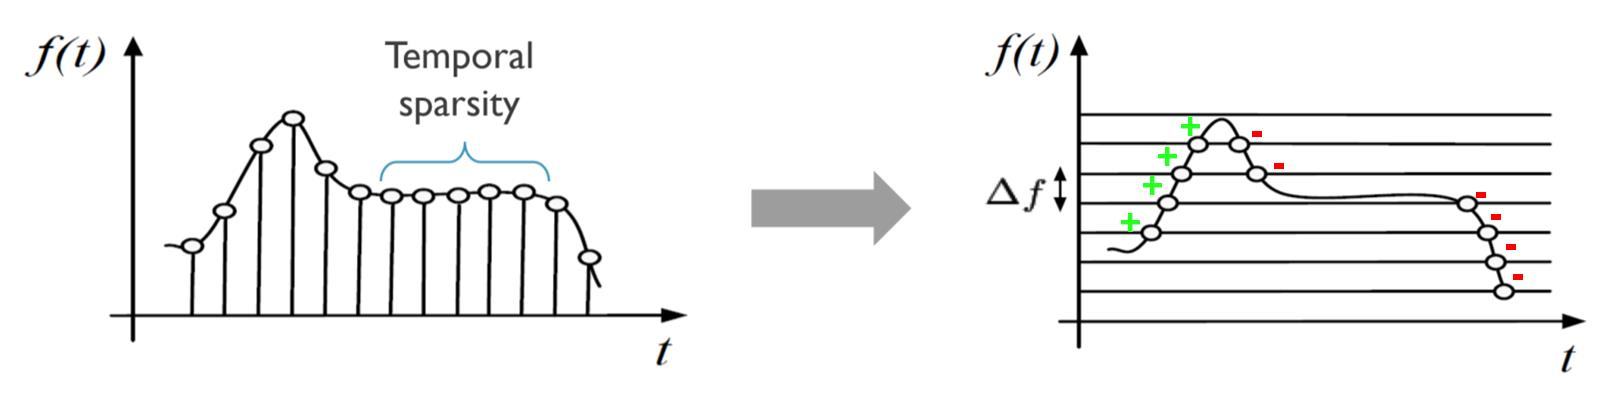 f(t)
Temporal
sparsity
t
f(t)
Δf
+
+
+
+
-
-
-
-
-
-
t